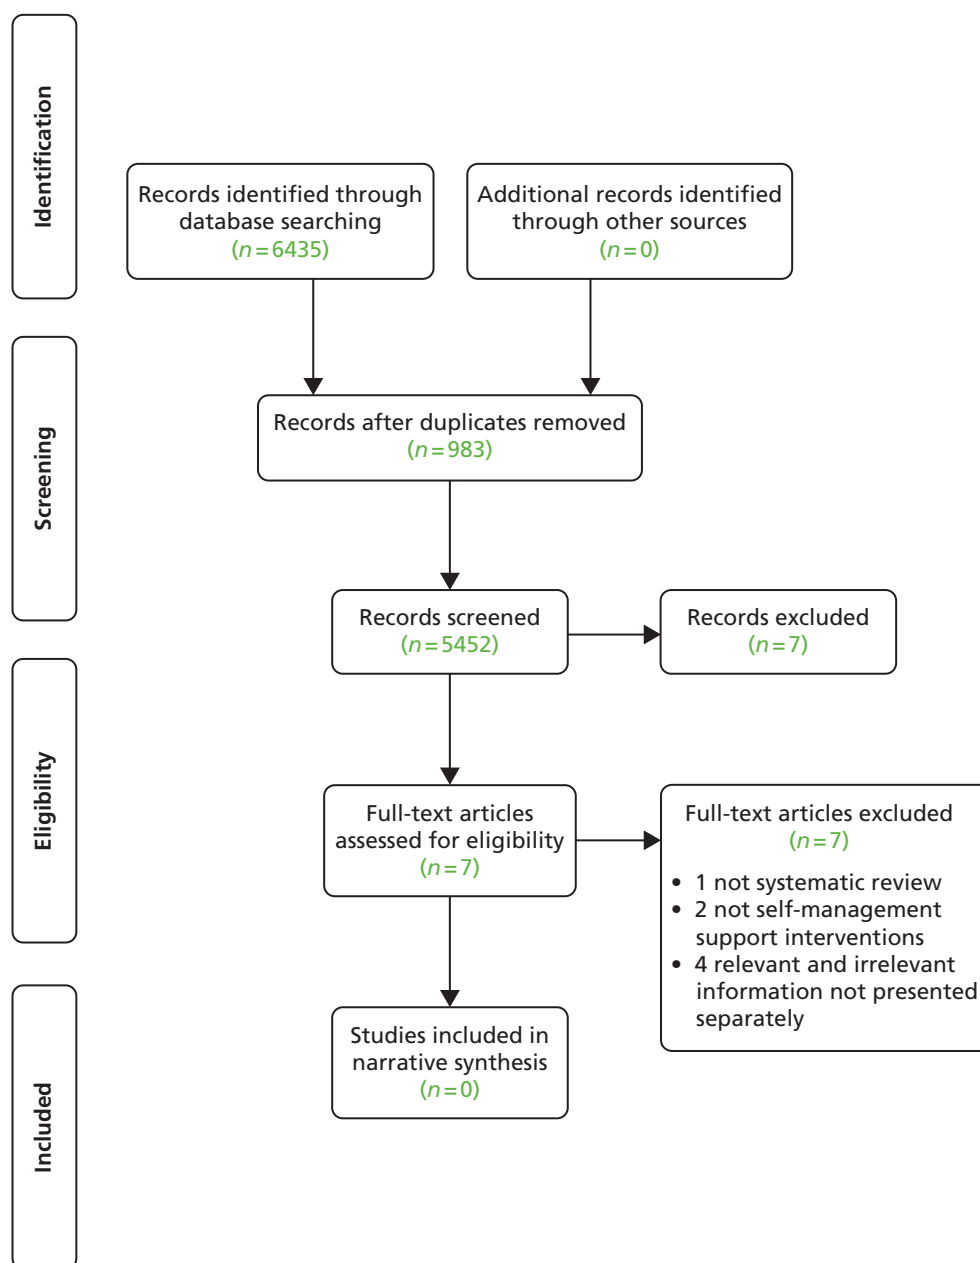 Identification
Records identified through
database searching
(n=6435)
Additional records identified
through other sources
(n=0)
Screening
Records after duplicates removed
(n=983)
Records screened
(n=5452)
Records excluded
(n=7)
Eligibility
Full-text articles
assessed for eligibility
(n=7)
Full-text articles excluded
(n=7)
• 1 not systematic review
• 2 not self-management
support interventions
• 4 relevant and irrelevant
information not presented
separately
Included
Studies included in
narrative synthesis
(n=0)